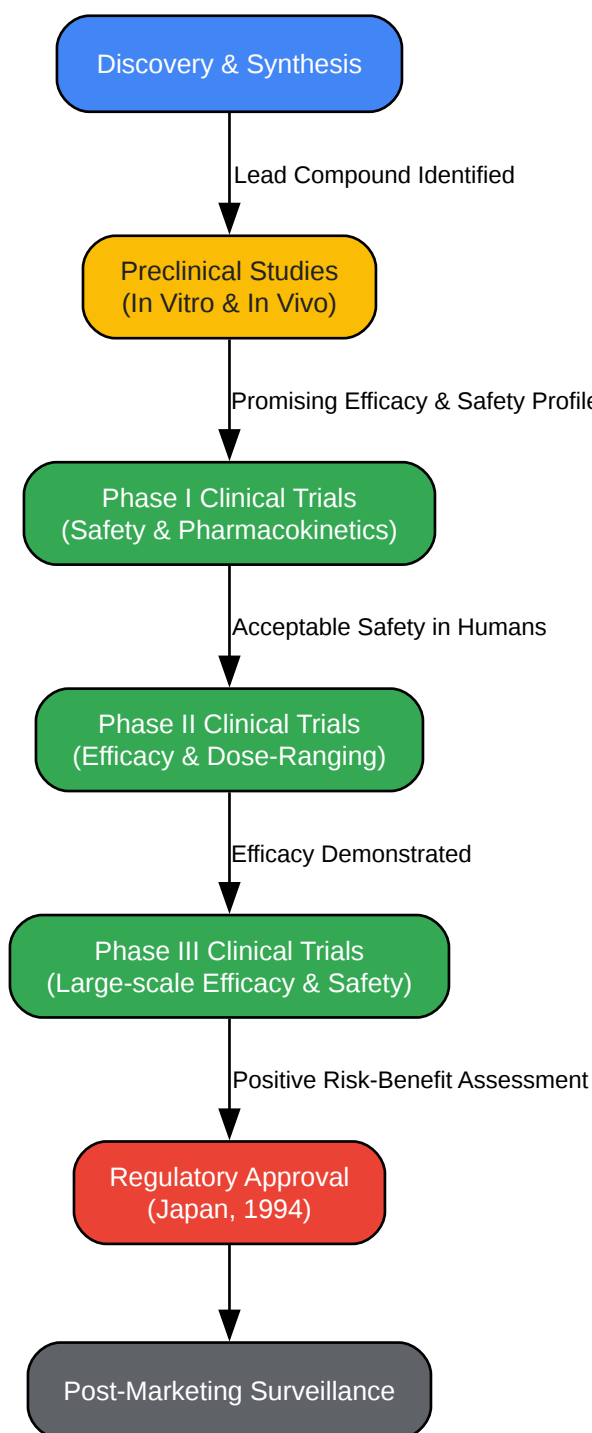 Discovery & Synthesis
Lead Compound Identified
Preclinical Studies
(In Vitro & In Vivo)
Promising Efficacy & Safety Profile
Phase I Clinical Trials
(Safety & Pharmacokinetics)
Acceptable Safety in Humans
Phase II Clinical Trials
(Efficacy & Dose-Ranging)
Efficacy Demonstrated
Phase III Clinical Trials
(Large-scale Efficacy & Safety)
Positive Risk-Benefit Assessment
Regulatory Approval
(Japan, 1994)
Post-Marketing Surveillance